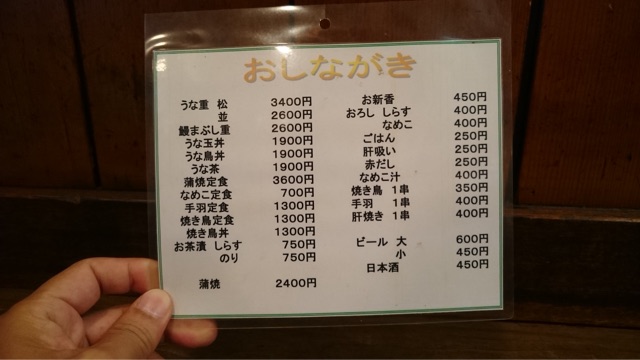 おしながき
うな重 松 3400円
並 2600円
鰻まぶし重 2600円
うな玉丼 1900円
うな鳥丼 1900円
うな茶 1900円
蒲焼定食 3600円
なめこ定食 700円
手羽定食 1300円
焼き鳥定食 1300円
焼き鳥丼 1300円
お茶漬 しらす 750円
のり 750円
蒲焼 2400円
お新香 450円
おろし しらす 400円
なめこ 400円
ごはん 250円
肝吸い 250円
赤だし 250円
なめこ汁 400円
焼き鳥 1串 350円
手羽 1串 400円
肝焼き 1串 400円
ビール 大 600円
小 450円
日本酒 450円